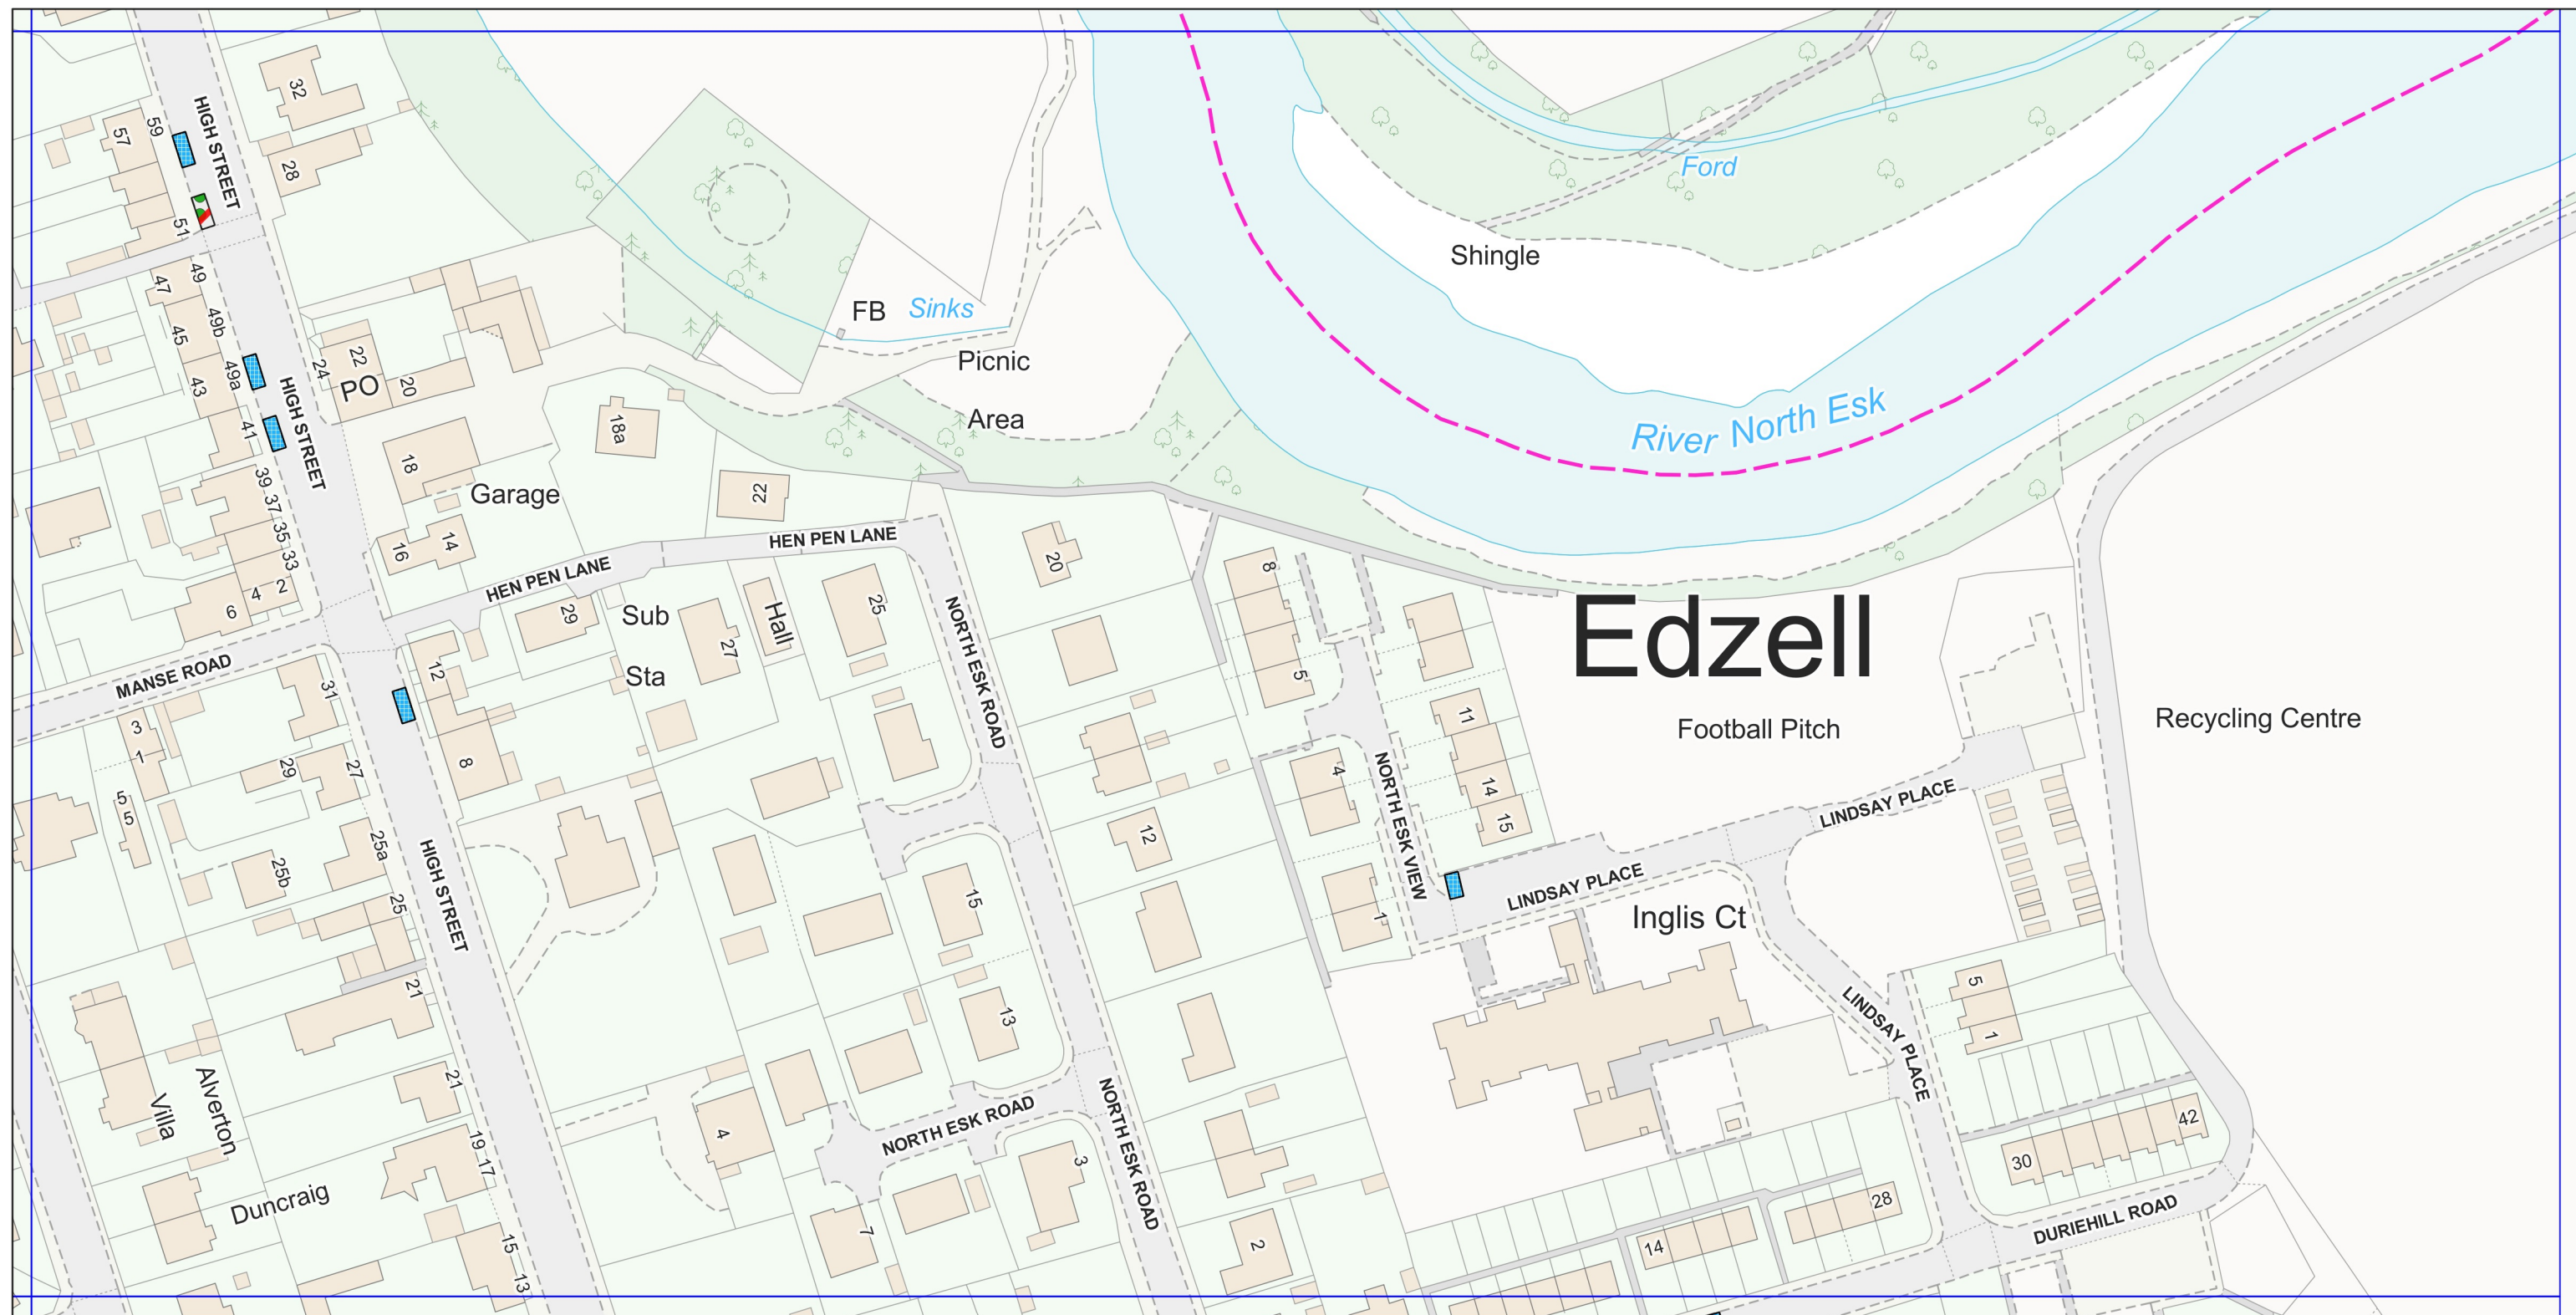 32
59
57
HIGH STREET
28
51
49
47
49b
45
49a
43
24
22
PO
20
41
HIGH STREET
39
37
35
33
2
4
6
18
Garage
16
14
18a
22
FB
Sinks
Picnic
Area
Ford
Shingle
River North Esk
HEN PEN LANE
HEN PEN LANE
29
Sub
Sta
27
Hall
25
20
8
5
Edzell
Football Pitch
Recycling Centre
MANSE ROAD
31
12
8
3
1
5
5
29
27
25a
25b
25
HIGH STREET
21
21
Alverton
Villa
19
17
Duncraig
15
13
NORTH ESK ROAD
12
15
13
4
NORTH ESK ROAD
NORTH ESK ROAD
3
7
2
11
14
15
4
1
NORTH ESK VIEW
LINDSAY PLACE
LINDSAY PLACE
Inglis Ct
LINDSAY PLACE
5
1
42
30
28
14
DURIEHILL ROAD